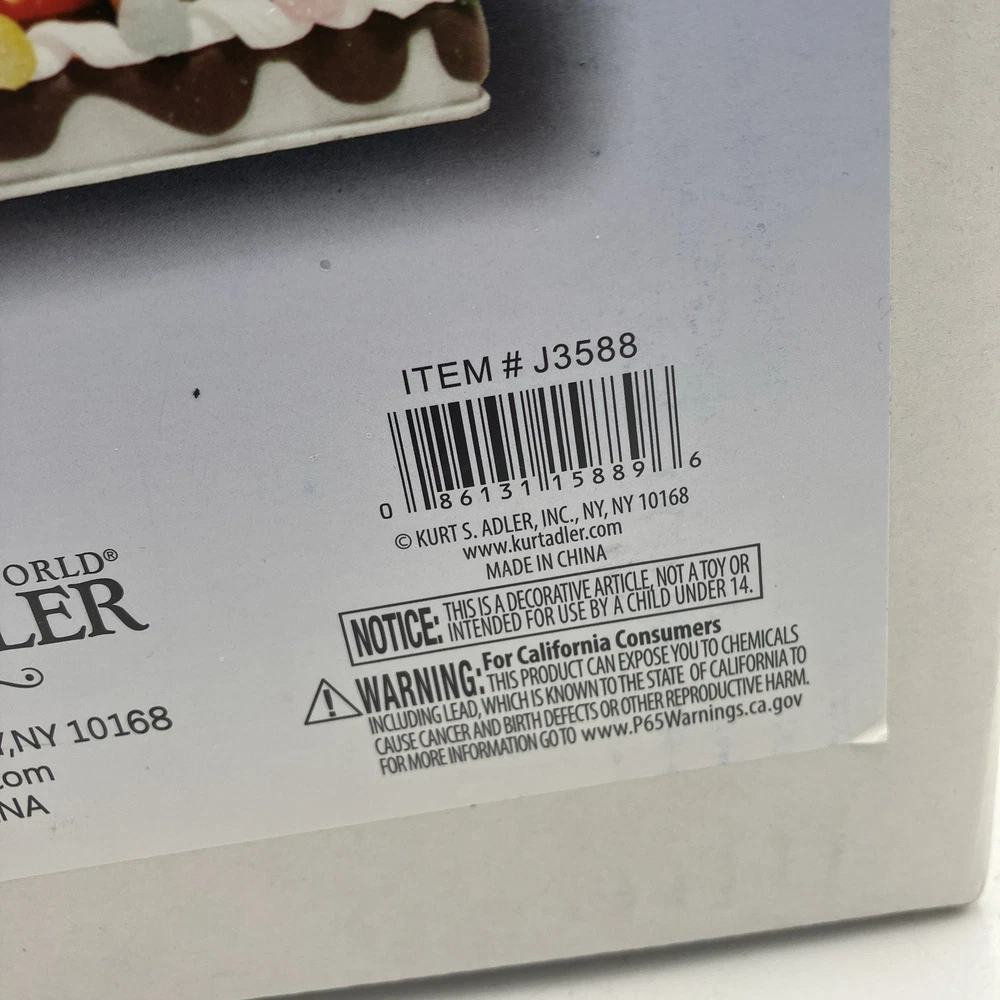 ITEM # J3588
0 86131 15889 6
© KURT S. ADLER, INC., NY, NY 10168
www.kurtadler.com
MADE IN CHINA
NOTICE: THIS IS A DECORATIVE ARTICLE, NOT A TOY OR
INTENDED FOR USE BY A CHILD UNDER 14.
WARNING: For California Consumers
THIS PRODUCT CAN EXPOSE YOU TO CHEMICALS
INCLUDING LEAD, WHICH IS KNOWN TO THE STATE OF CALIFORNIA TO
CAUSE CANCER AND BIRTH DEFECTS OR OTHER REPRODUCTIVE HARM.
FOR MORE INFORMATION GO TO www.P65Warnings.ca.gov
ORLD®
LER
Y,NY 10168
.com
NA